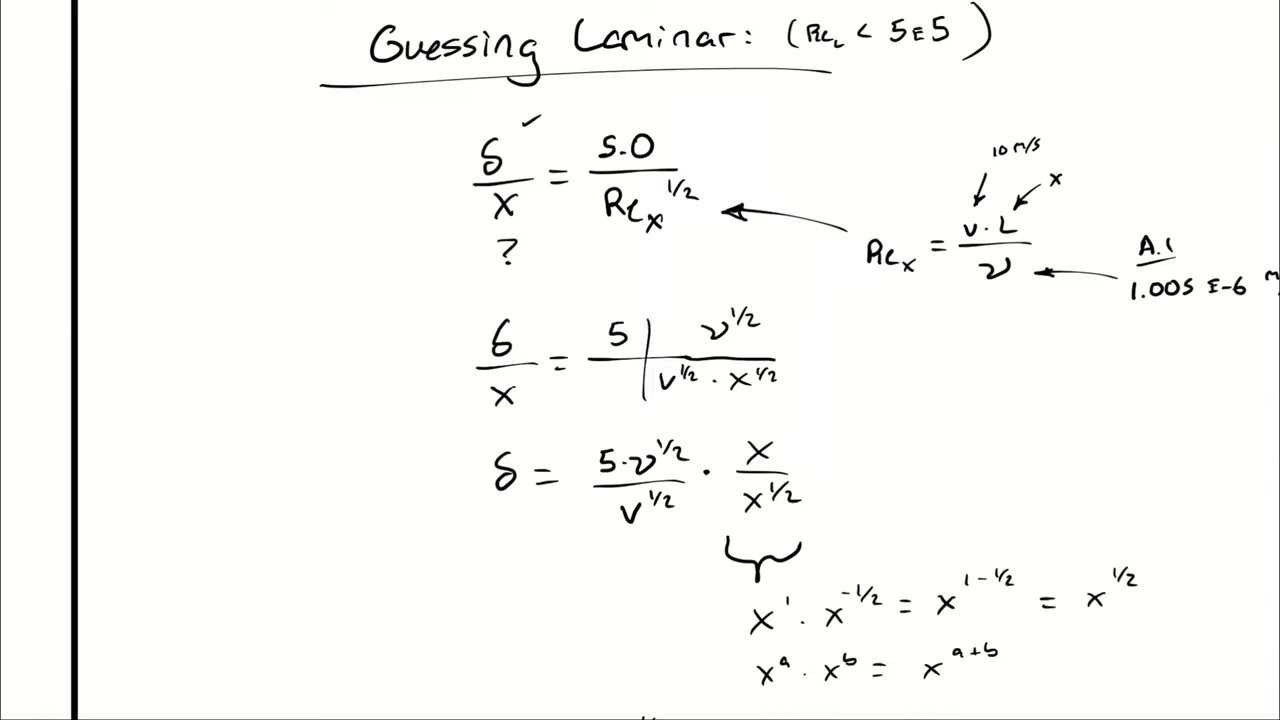 Guessing Laminar: (Re_L < 5E5)
δ/x = 5.0/Re_x^1/2
?
10 m/s
x
Re_x = v·L/ν
A.1
1.005 E-6 m
δ/x = 5 | ν^1/2 / v^1/2 · x^1/2
δ = 5·ν^1/2 / v^1/2 · x/x^1/2
x^1 · x^-1/2 = x^1-1/2 = x^1/2
x^a · x^b = x^a+b